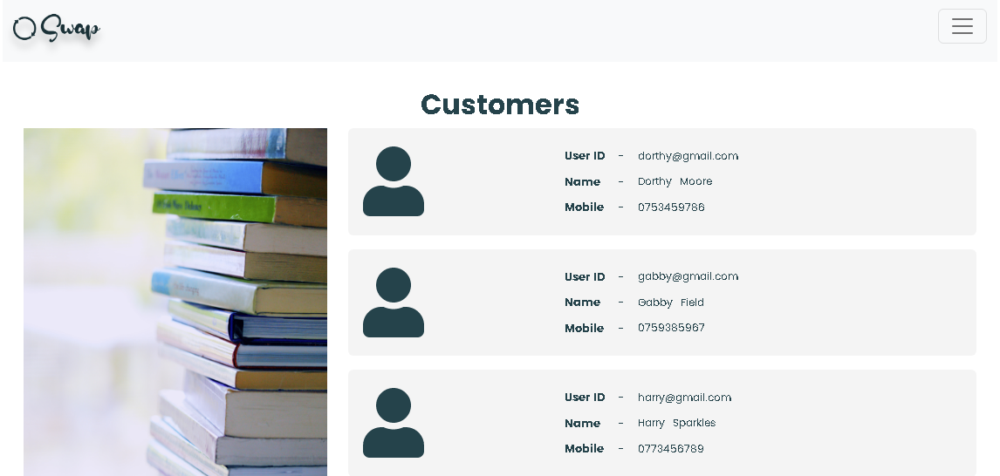 Swap
Customers
User ID - dorthy@gmail.com
Name - Dorthy Moore
Mobile - 0753459786
User ID - gabby@gmail.com
Name - Gabby Field
Mobile - 0759385967
User ID - harry@gmail.com
Name - Harry Sparkles
Mobile - 0773456789